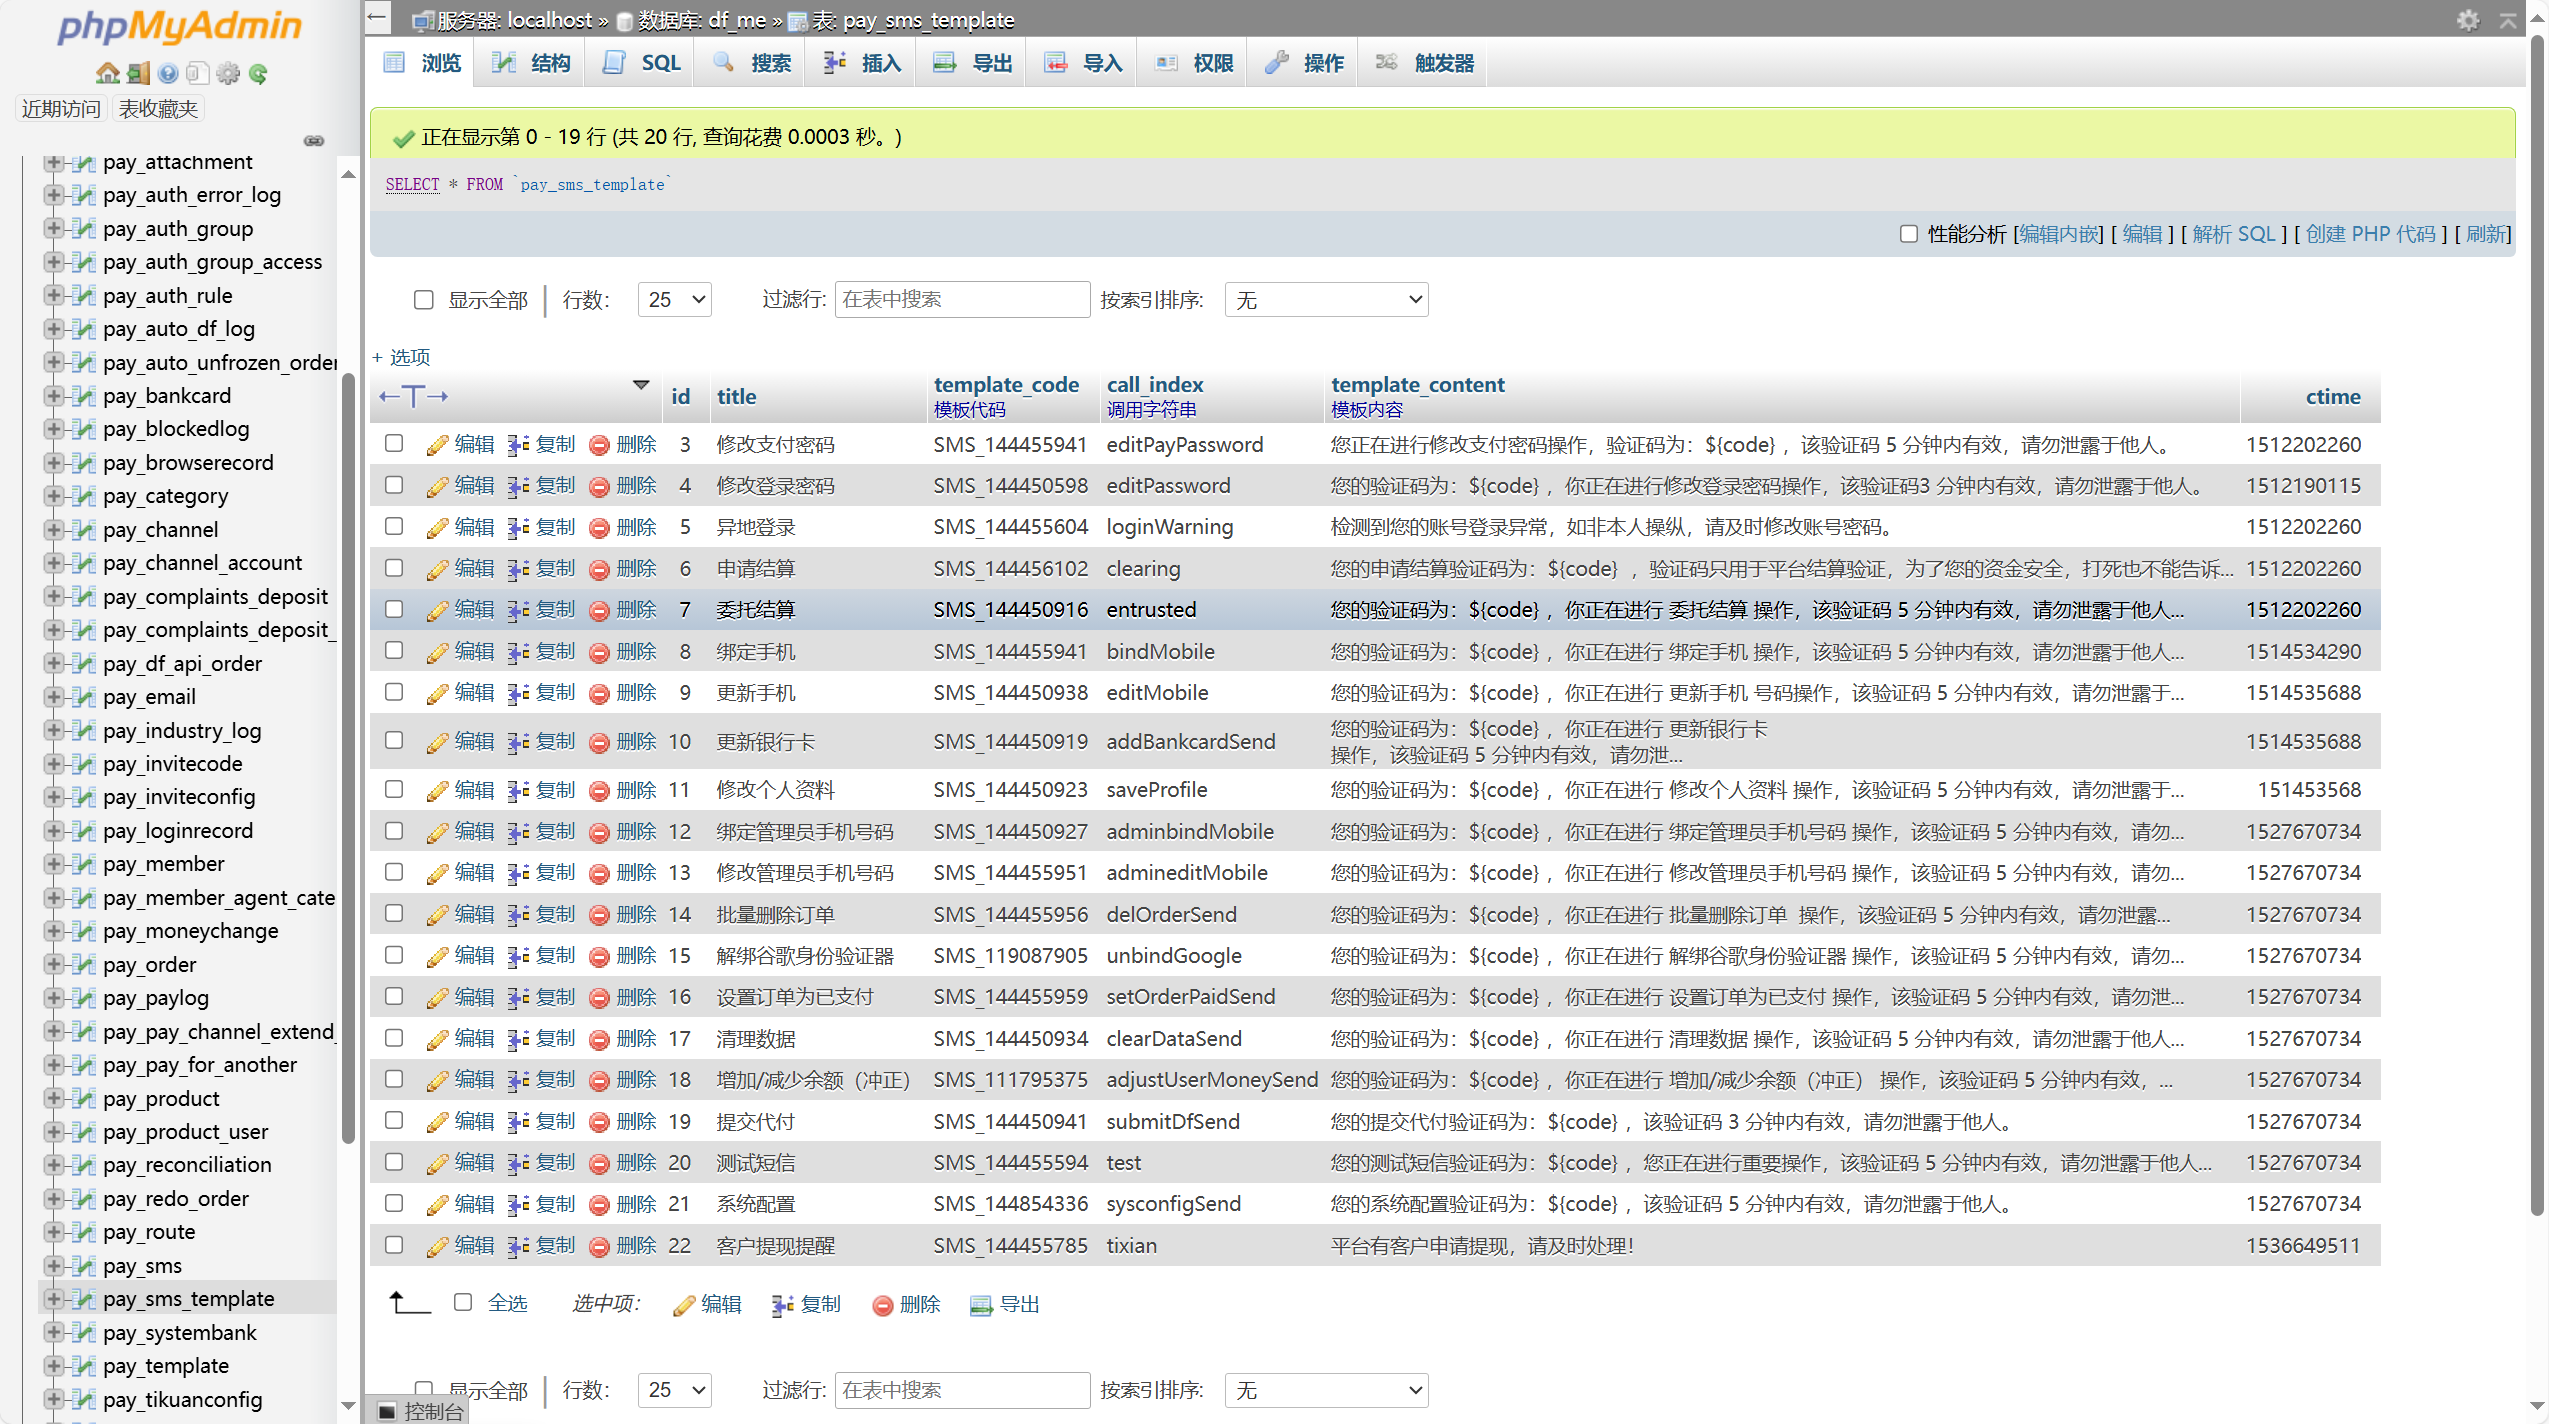 phpMyAdmin
近期访问 表收藏夹
pay_attachment
pay_auth_error_log
pay_auth_group
pay_auth_group_access
pay_auth_rule
pay_auto_df_log
pay_auto_unfrozen_order
pay_bankcard
pay_blockedlog
pay_browserecord
pay_category
pay_channel
pay_channel_account
pay_complaints_deposit
pay_complaints_deposit_
pay_df_api_order
pay_email
pay_industry_log
pay_invitecode
pay_inviteconfig
pay_loginrecord
pay_member
pay_member_agent_cate
pay_moneychange
pay_order
pay_paylog
pay_pay_channel_extend_
pay_pay_for_another
pay_product
pay_product_user
pay_reconciliation
pay_redo_order
pay_route
pay_sms
pay_sms_template
pay_systembank
pay_template
pay_tikuanconfig
服务器: localhost » 数据库: df_me » 表: pay_sms_template
浏览 结构 SQL 搜索 插入 导出 导入 权限 操作 触发器
正在显示第 0 - 19 行 (共 20 行, 查询花费 0.0003 秒。)
SELECT * FROM `pay_sms_template`
性能分析 [编辑内嵌] [ 编辑 ] [ 解析 SQL ] [ 创建 PHP 代码 ] [ 刷新]
显示全部 行数: 25 过滤行: 在表中搜索 按索引排序: 无
+ 选项
←T→ id title template_code 模板代码 call_index 调用字符串 template_content 模板内容 ctime
编辑 复制 删除 3 修改支付密码 SMS_144455941 editPayPassword 您正在进行修改支付密码操作，验证码为：${code} ，该验证码 5 分钟内有效，请勿泄露于他人。 1512202260
编辑 复制 删除 4 修改登录密码 SMS_144450598 editPassword 您的验证码为：${code} ，你正在进行修改登录密码操作，该验证码3 分钟内有效，请勿泄露于他人。 1512190115
编辑 复制 删除 5 异地登录 SMS_144455604 loginWarning 检测到您的账号登录异常，如非本人操纵，请及时修改账号密码。 1512202260
编辑 复制 删除 6 申请结算 SMS_144456102 clearing 您的申请结算验证码为：${code} ，验证码只用于平台结算验证，为了您的资金安全，打死也不能告诉... 1512202260
编辑 复制 删除 7 委托结算 SMS_144450916 entrusted 您的验证码为：${code} ，你正在进行 委托结算 操作，该验证码 5 分钟内有效，请勿泄露于他人... 1512202260
编辑 复制 删除 8 绑定手机 SMS_144455941 bindMobile 您的验证码为：${code} ，你正在进行 绑定手机 操作，该验证码 5 分钟内有效，请勿泄露于他人... 1514534290
编辑 复制 删除 9 更新手机 SMS_144450938 editMobile 您的验证码为：${code} ，你正在进行 更新手机 号码操作，该验证码 5 分钟内有效，请勿泄露于... 1514535688
编辑 复制 删除 10 更新银行卡 SMS_144450919 addBankcardSend 您的验证码为：${code} ，你正在进行 更新银行卡
操作，该验证码 5 分钟内有效，请勿泄... 1514535688
编辑 复制 删除 11 修改个人资料 SMS_144450923 saveProfile 您的验证码为：${code} ，你正在进行 修改个人资料 操作，该验证码 5 分钟内有效，请勿泄露于... 151453568
编辑 复制 删除 12 绑定管理员手机号码 SMS_144450927 adminbindMobile 您的验证码为：${code} ，你正在进行 绑定管理员手机号码 操作，该验证码 5 分钟内有效，请勿... 1527670734
编辑 复制 删除 13 修改管理员手机号码 SMS_144455951 admineditMobile 您的验证码为：${code} ，你正在进行 修改管理员手机号码 操作，该验证码 5 分钟内有效，请勿... 1527670734
编辑 复制 删除 14 批量删除订单 SMS_144455956 delOrderSend 您的验证码为：${code} ，你正在进行 批量删除订单 操作，该验证码 5 分钟内有效，请勿泄露... 1527670734
编辑 复制 删除 15 解绑谷歌身份验证器 SMS_119087905 unbindGoogle 您的验证码为：${code} ，你正在进行 解绑谷歌身份验证器 操作，该验证码 5 分钟内有效，请勿... 1527670734
编辑 复制 删除 16 设置订单为已支付 SMS_144455959 setOrderPaidSend 您的验证码为：${code} ，你正在进行 设置订单为已支付 操作，该验证码 5 分钟内有效，请勿泄... 1527670734
编辑 复制 删除 17 清理数据 SMS_144450934 clearDataSend 您的验证码为：${code} ，你正在进行 清理数据 操作，该验证码 5 分钟内有效，请勿泄露于他人... 1527670734
编辑 复制 删除 18 增加/减少余额（冲正） SMS_111795375 adjustUserMoneySend 您的验证码为：${code} ，你正在进行 增加/减少余额（冲正） 操作，该验证码 5 分钟内有效，... 1527670734
编辑 复制 删除 19 提交代付 SMS_144450941 submitDfSend 您的提交代付验证码为：${code} ，该验证码 3 分钟内有效，请勿泄露于他人。 1527670734
编辑 复制 删除 20 测试短信 SMS_144455594 test 您的测试短信验证码为：${code} ，您正在进行重要操作，该验证码 5 分钟内有效，请勿泄露于他人... 1527670734
编辑 复制 删除 21 系统配置 SMS_144854336 sysconfigSend 您的系统配置验证码为：${code} ，该验证码 5 分钟内有效，请勿泄露于他人。 1527670734
编辑 复制 删除 22 客户提现提醒 SMS_144455785 tixian 平台有客户申请提现，请及时处理！ 1536649511
全选 选中项: 编辑 复制 删除 导出
显示全部 行数: 25 过滤行: 在表中搜索 按索引排序: 无
控制台